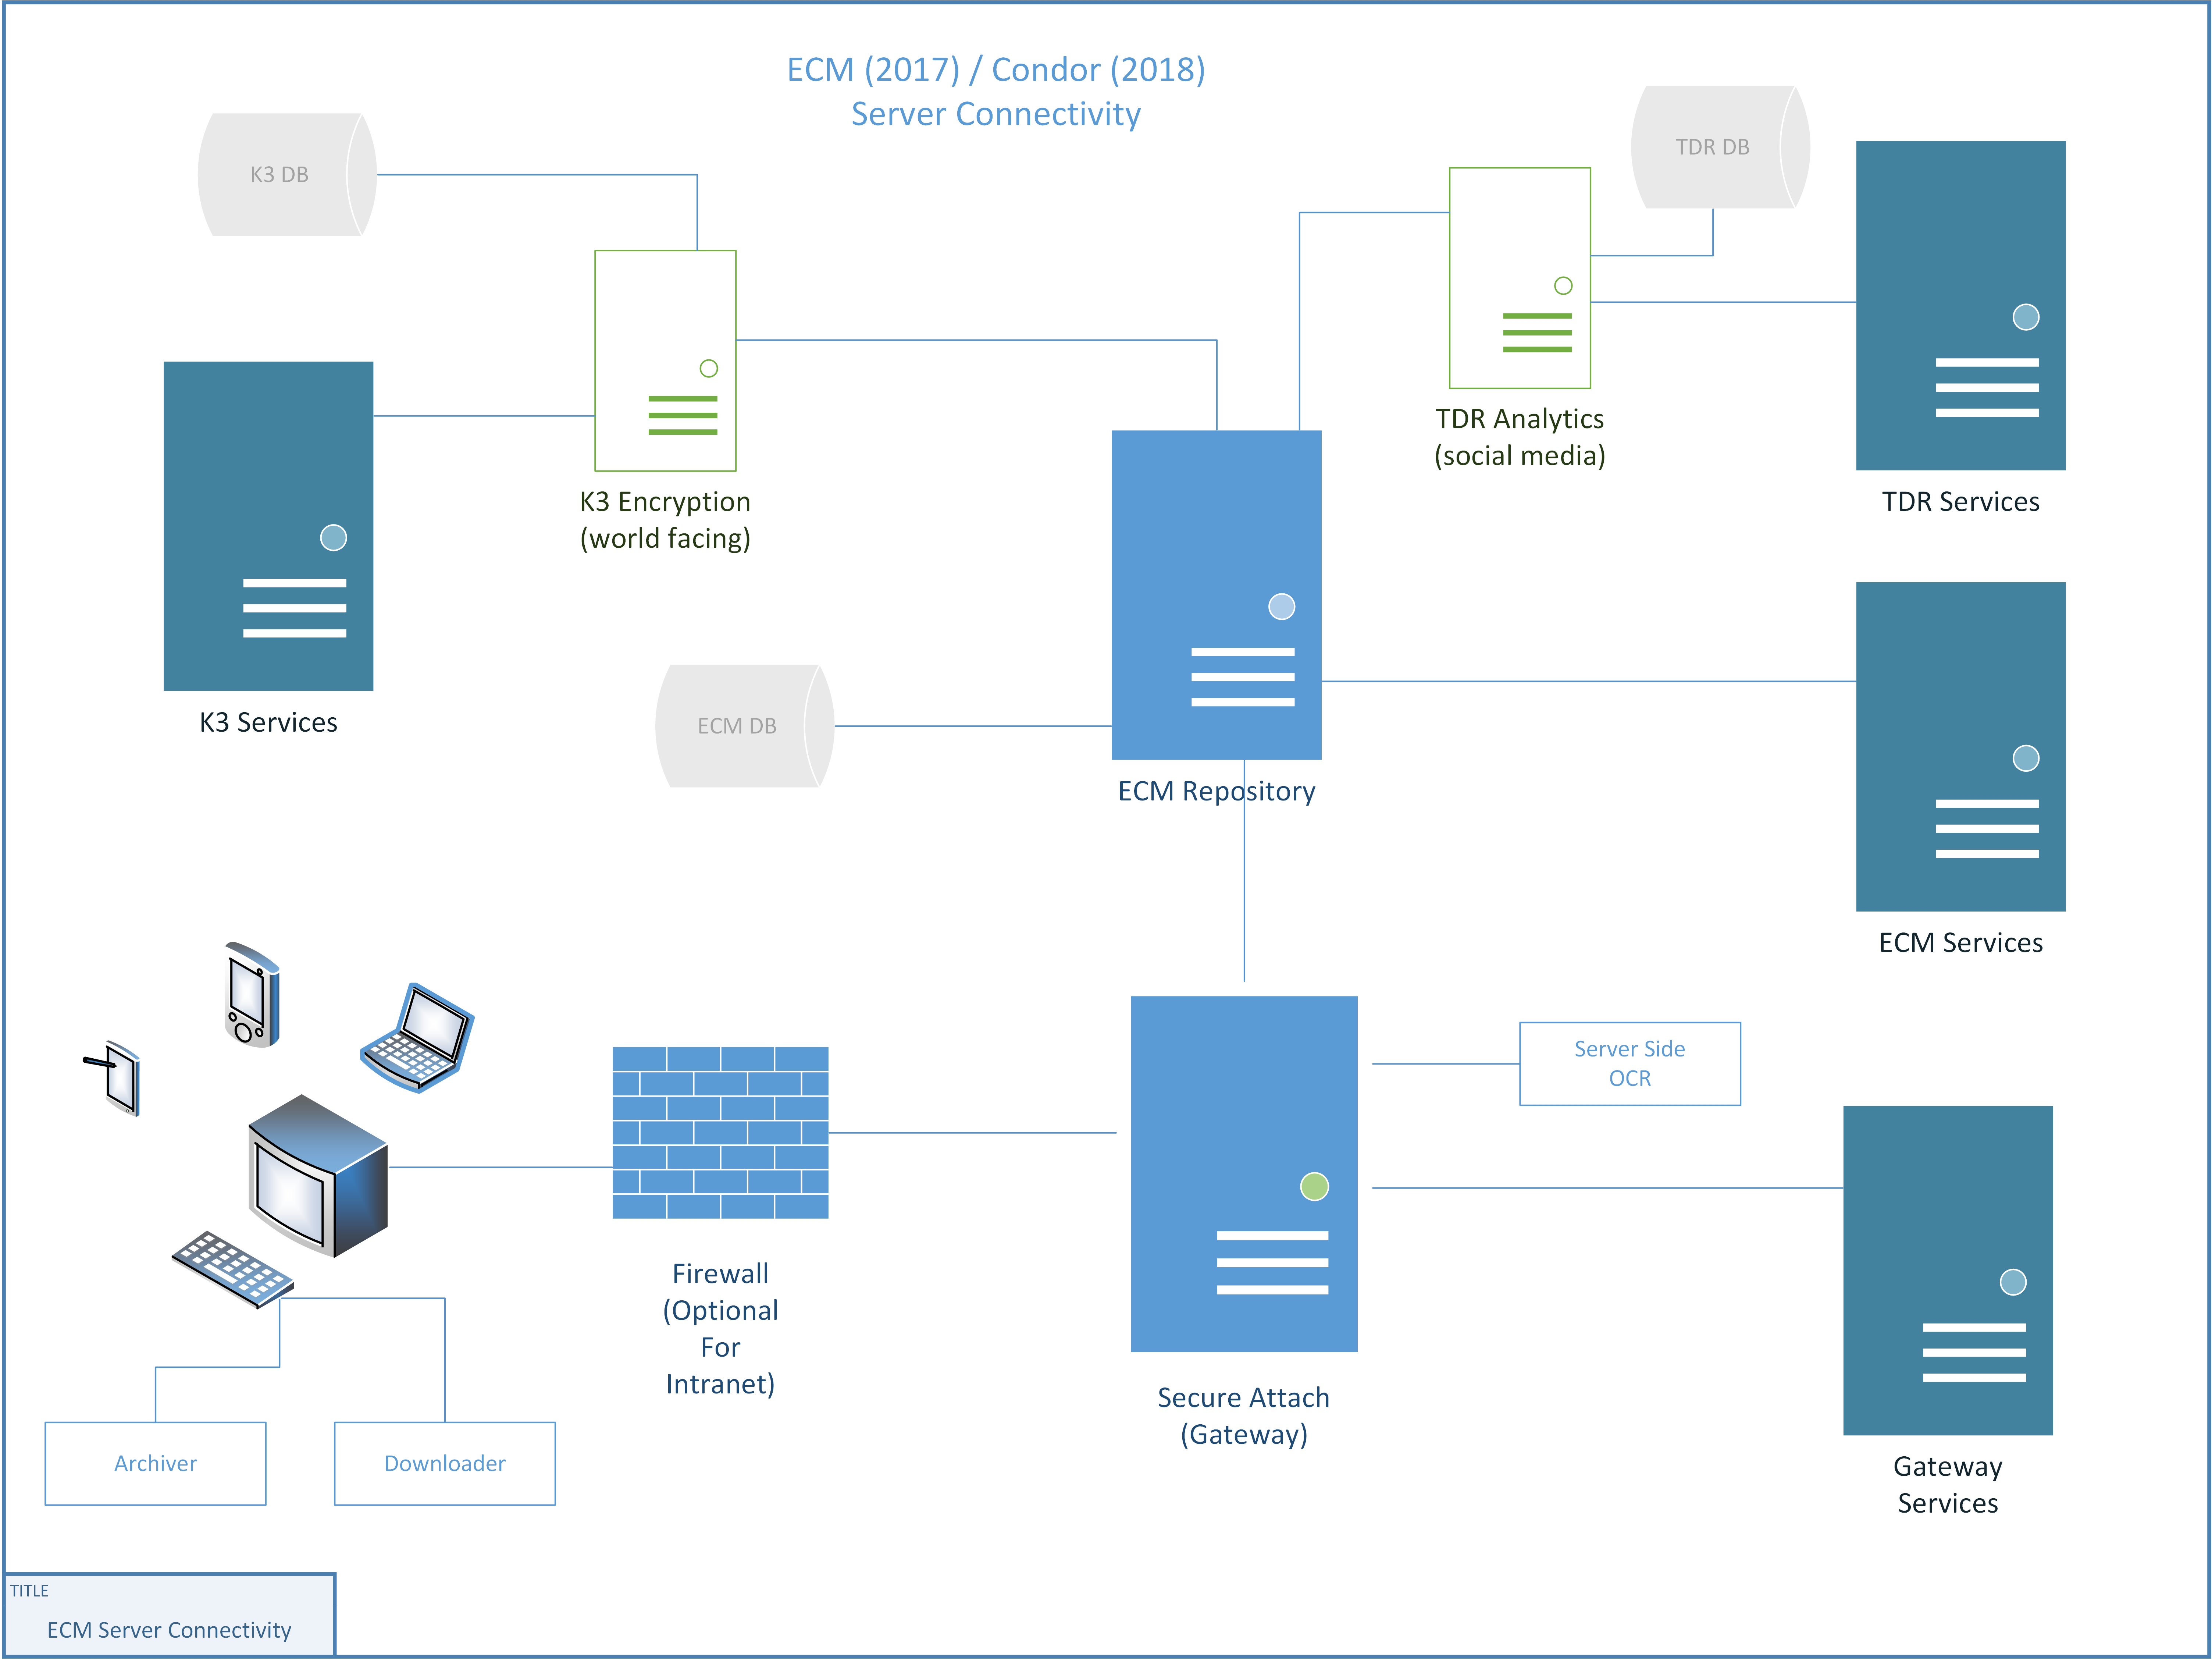 ECM (2017) / Condor (2018)
Server Connectivity
K3 DB
TDR DB
TDR Analytics
(social media)
K3 Encryption
(world facing)
TDR Services
K3 Services
ECM DB
ECM Repository
ECM Services
Server Side
OCR
Firewall
(Optional
For
Intranet)
Secure Attach
(Gateway)
Archiver
Downloader
Gateway
Services
TITLE
ECM Server Connectivity